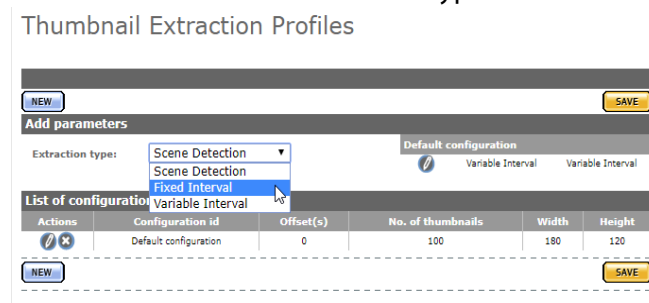 Thumbnail Extraction Profiles
NEW SAVE
Add parameters
Extraction type: Scene Detection
Default configuration
Variable Interval Variable Interval
Scene Detection
Fixed Interval
Variable Interval
List of configuration
Actions Configuration id Offset(s) No. of thumbnails Width Height
Default configuration 0 100 180 120
NEW SAVE